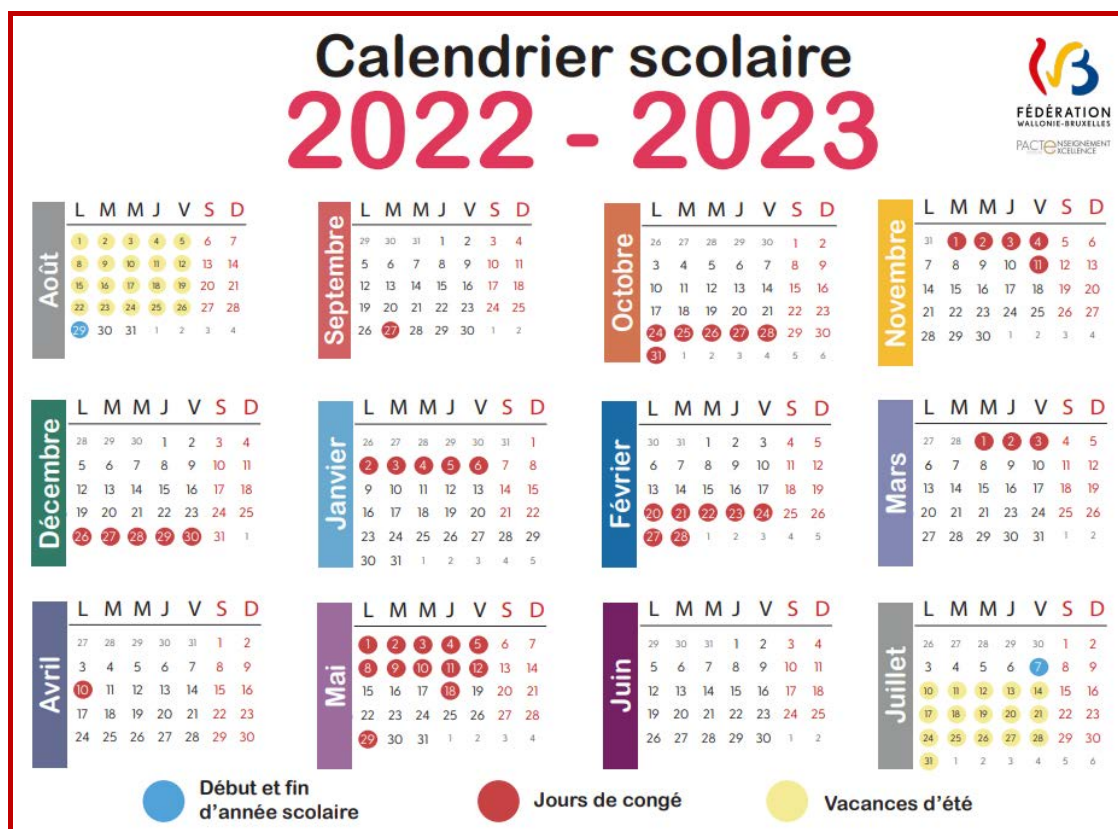 Calendrier scolaire
2022 - 2023
FÉDÉRATION
WALLONIE-BRUXELLES
PACTE NSEIGNEMENT
XCELLENCE
Août
L M M J V S D
1 2 3 4 5 6 7
8 9 10 11 12 13 14
15 16 17 18 19 20 21
22 23 24 25 26 27 28
29 30 31 1 2 3 4
Septembre
L M M J V S D
29 30 31 1 2 3 4
5 6 7 8 9 10 11
12 13 14 15 16 17 18
19 20 21 22 23 24 25
26 27 28 29 30 1 2
Octobre
L M M J V S D
26 27 28 29 30 1 2
3 4 5 6 7 8 9
10 11 12 13 14 15 16
17 18 19 20 21 22 23
24 25 26 27 28 29 30
31 1 2 3 4 5 6
Novembre
L M M J V S D
31 1 2 3 4 5 6
7 8 9 10 11 12 13
14 15 16 17 18 19 20
21 22 23 24 25 26 27
28 29 30 1 2 3 4
Décembre
L M M J V S D
28 29 30 1 2 3 4
5 6 7 8 9 10 11
12 13 14 15 16 17 18
19 20 21 22 23 24 25
26 27 28 29 30 31 1
Janvier
L M M J V S D
26 27 28 29 30 31 1
2 3 4 5 6 7 8
9 10 11 12 13 14 15
16 17 18 19 20 21 22
23 24 25 26 27 28 29
30 31 1 2 3 4 5
Février
L M M J V S D
30 31 1 2 3 4 5
6 7 8 9 10 11 12
13 14 15 16 17 18 19
20 21 22 23 24 25 26
27 28 1 2 3 4 5
Mars
L M M J V S D
27 28 1 2 3 4 5
6 7 8 9 10 11 12
13 14 15 16 17 18 19
20 21 22 23 24 25 26
27 28 29 30 31 1 2
Avril
L M M J V S D
27 28 29 30 31 1 2
3 4 5 6 7 8 9
10 11 12 13 14 15 16
17 18 19 20 21 22 23
24 25 26 27 28 29 30
Mai
L M M J V S D
1 2 3 4 5 6 7
8 9 10 11 12 13 14
15 16 17 18 19 20 21
22 23 24 25 26 27 28
29 30 31 1 2 3 4
Juin
L M M J V S D
29 30 31 1 2 3 4
5 6 7 8 9 10 11
12 13 14 15 16 17 18
19 20 21 22 23 24 25
26 27 28 29 30 1 2
Juillet
L M M J V S D
26 27 28 29 30 1 2
3 4 5 6 7 8 9
10 11 12 13 14 15 16
17 18 19 20 21 22 23
24 25 26 27 28 29 30
31 1 2 3 4 5 6
Début et fin
d'année scolaire
Jours de congé
Vacances d'été